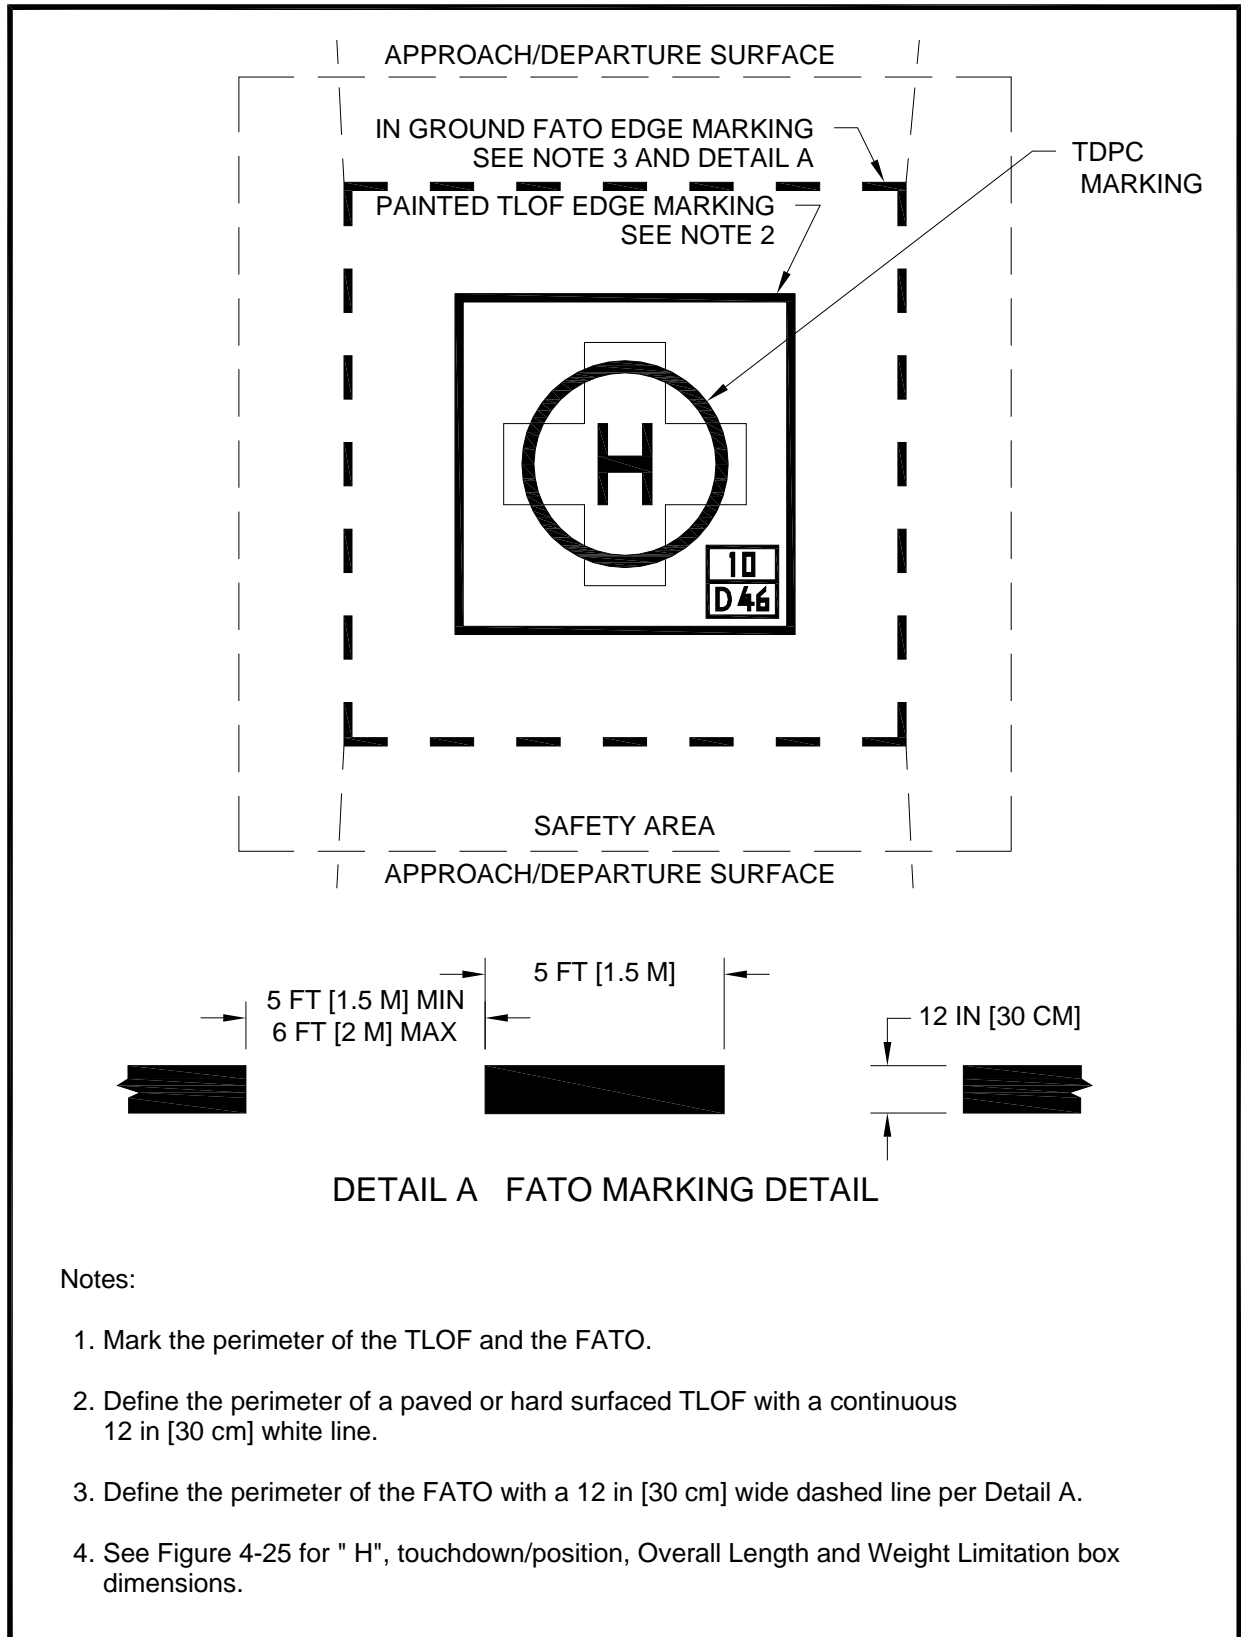 APPROACH/DEPARTURE SURFACE
IN GROUND FATO EDGE MARKING
SEE NOTE 3 AND DETAIL A
TDPC
MARKING
PAINTED TLOF EDGE MARKING
SEE NOTE 2
H
10
D 46
SAFETY AREA
APPROACH/DEPARTURE SURFACE
5 FT [1.5 M]
5 FT [1.5 M] MIN
6 FT [2 M] MAX
12 IN [30 CM]
DETAIL A FATO MARKING DETAIL
Notes:
1. Mark the perimeter of the TLOF and the FATO.
2. Define the perimeter of a paved or hard surfaced TLOF with a continuous
12 in [30 cm] white line.
3. Define the perimeter of the FATO with a 12 in [30 cm] wide dashed line per Detail A.
4. See Figure 4-25 for " H", touchdown/position, Overall Length and Weight Limitation box
dimensions.